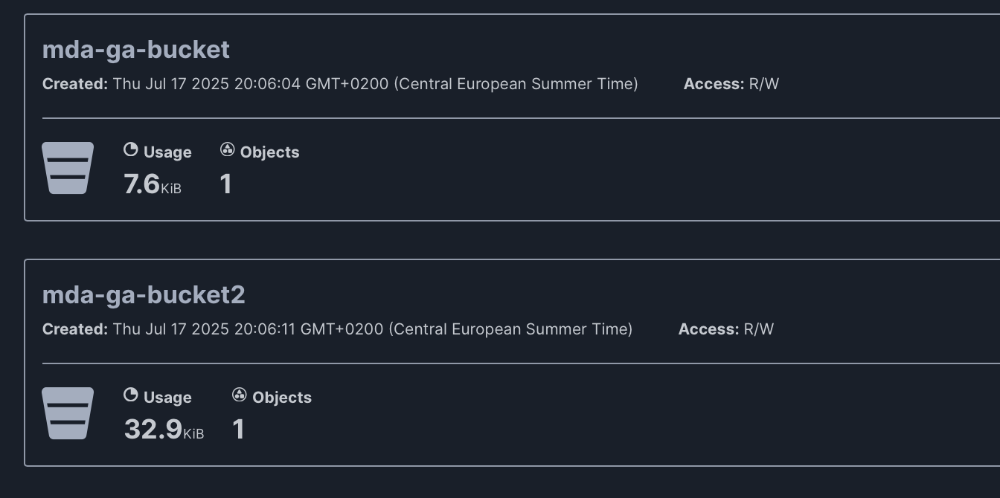 mda-ga-bucket
Created: Thu Jul 17 2025 20:06:04 GMT+0200 (Central European Summer Time) Access: R/W
Usage Objects
7.6KiB 1
mda-ga-bucket2
Created: Thu Jul 17 2025 20:06:11 GMT+0200 (Central European Summer Time) Access: R/W
Usage Objects
32.9KiB 1